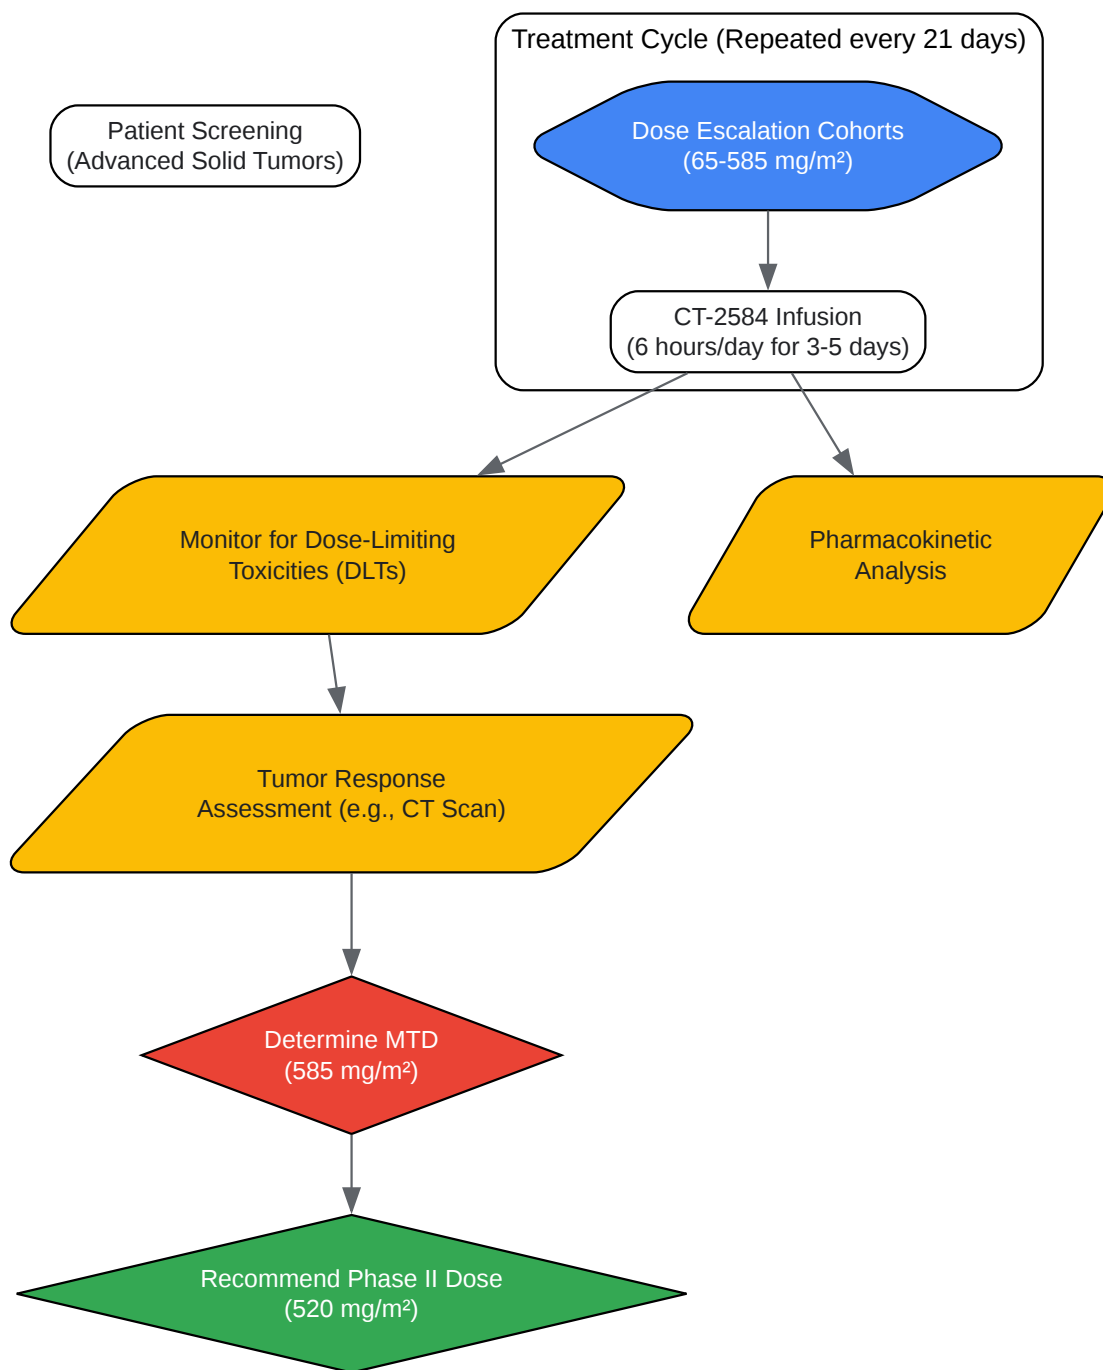 Treatment Cycle (Repeated every 21 days)
Patient Screening
(Advanced Solid Tumors)
Dose Escalation Cohorts
(65-585 mg/m²)
CT-2584 Infusion
(6 hours/day for 3-5 days)
Monitor for Dose-Limiting
Toxicities (DLTs)
Pharmacokinetic
Analysis
Tumor Response
Assessment (e.g., CT Scan)
Determine MTD
(585 mg/m²)
Recommend Phase II Dose
(520 mg/m²)